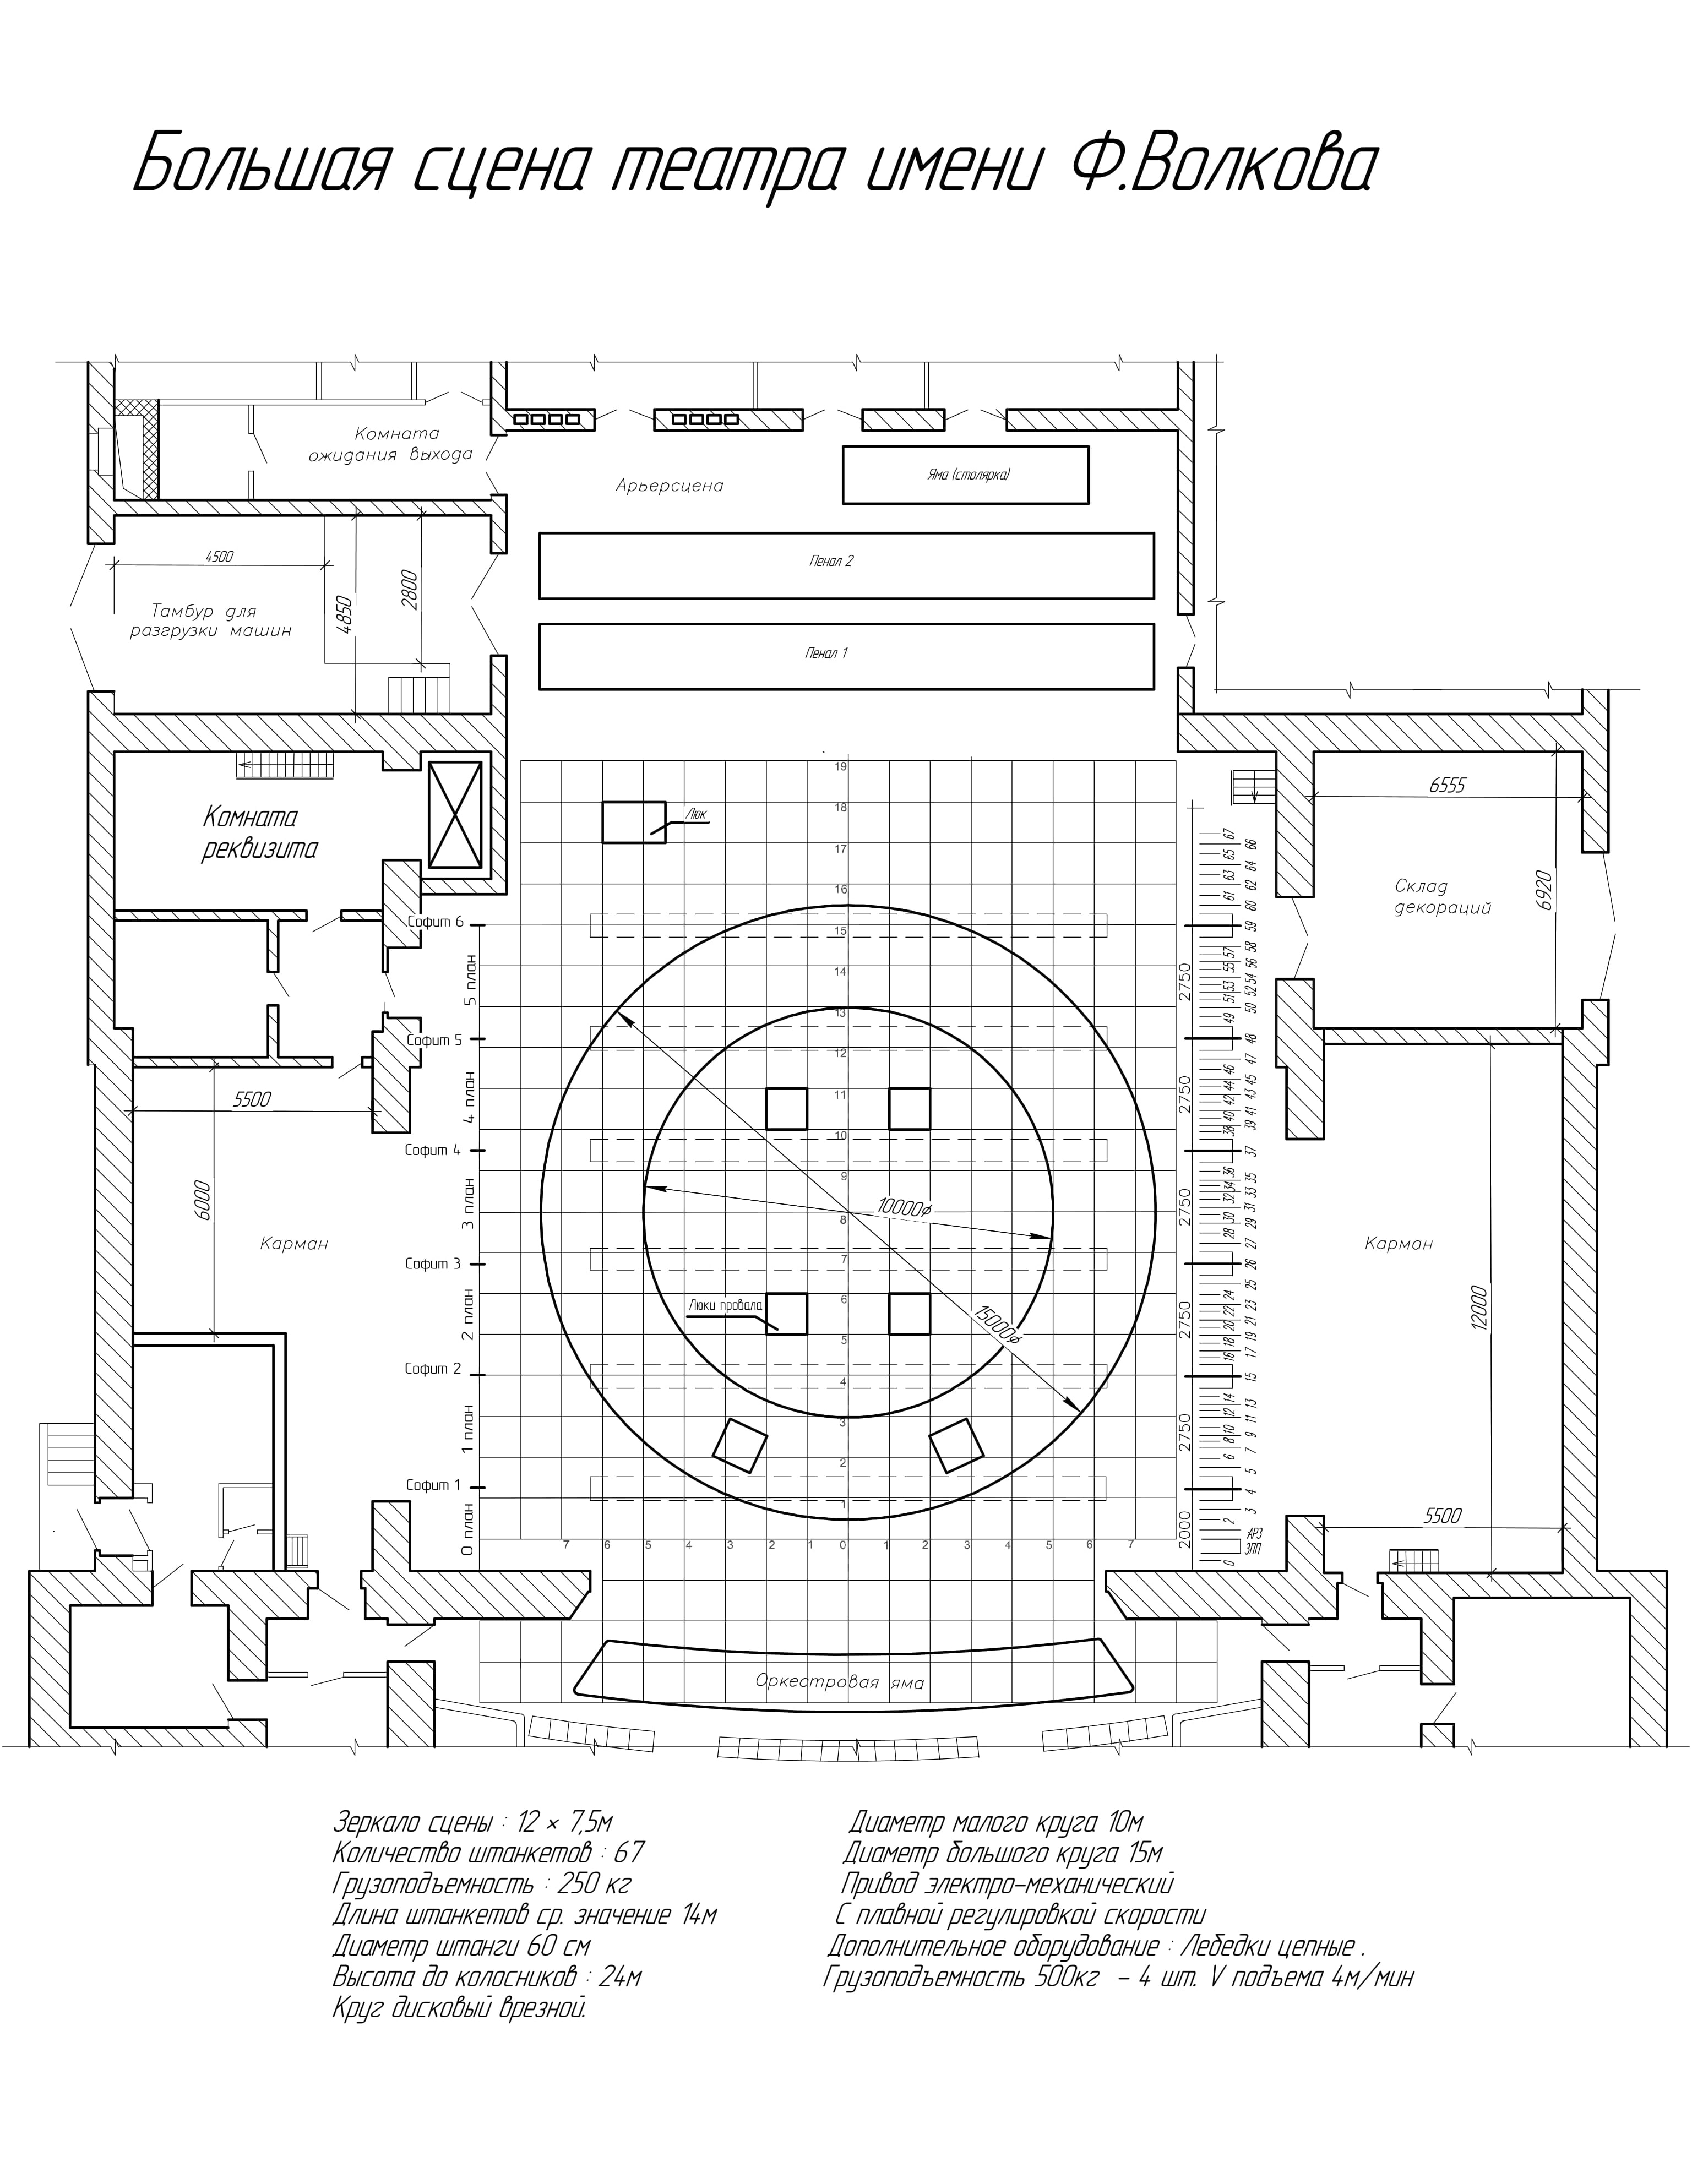 Большая сцена театра имени Ф.Волкова
Комната
ожидания выхода
Арьерсцена
Яма (столярка)
Пенал 2
Пенал 1
4500
4850
2800
Тамбур для
разгрузки машин
Комната
реквизита
Люк
6555
6920
Склад
декораций
Софит 6
5 план
Софит 5
4 план
Софит 4
3 план
Софит 3
2 план
Софит 2
1 план
Софит 1
0 план
5500
6000
Карман
19
18
17
16
15
14
13
12
11
10
9
8
7
6
5
4
3
2
1
7 6 5 4 3 2 1 0 1 2 3 4 5 6 7
10000ф
15000ф
Люки провала
2750
2750
2750
2750
2750
2000
67
66
65
64
63
62
61
60
59
58
57
56
55
54
53
52
51
50
49
48
47
46
45
44
43
42
41
40
39
38
37
36
35
34
33
32
31
30
29
28
27
26
25
24
23
22
21
20
19
18
17
16
15
14
13
12
11
10
9
8
7
6
5
4
3
2
АРЗ
ЗПП
0
Карман
12000
5500
Оркестровая яма
Зеркало сцены : 12 × 7,5м
Количество штанкетов : 67
Грузоподъемность : 250 кг
Длина штанкетов ср. значение 14м
Диаметр штанги 60 см
Высота до колосников : 24м
Круг дисковый врезной.
Диаметр малого круга 10м
Диаметр большого круга 15м
Привод электро-механический
С плавной регулировкой скорости
Дополнительное оборудование : Лебедки цепные .
Грузоподъемность 500кг - 4 шт. V подъема 4м/мин